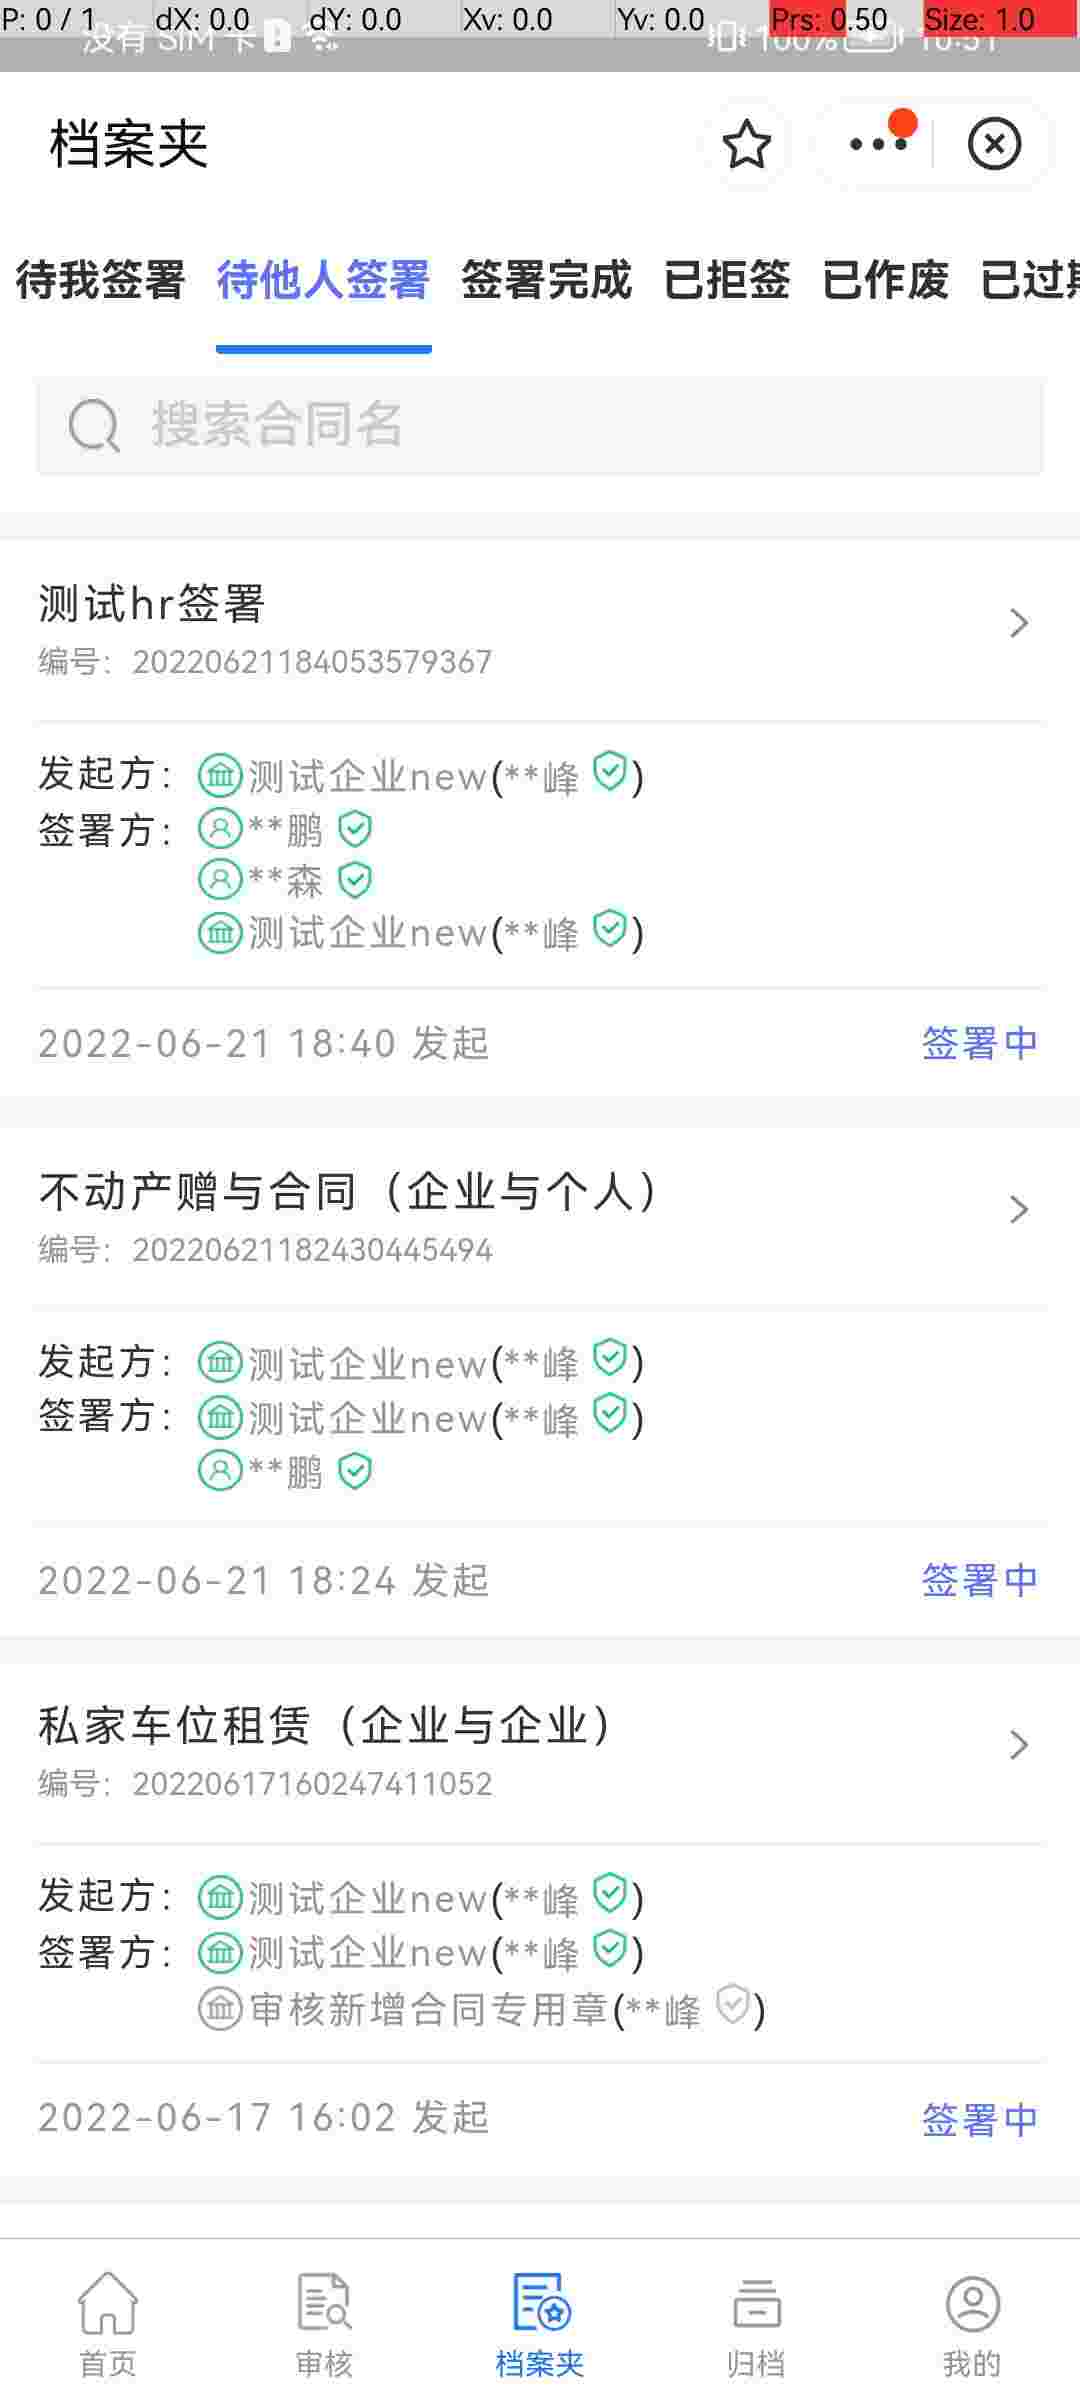 P: 0 / 1 dX: 0.0 dY: 0.0 Xv: 0.0 Yv: 0.0 Prs: 0.50 Size: 1.0
没有 SIM 卡 100%
档案夹
待我签署 待他人签署 签署完成 已拒签 已作废 已过期
搜索合同名
测试hr签署
编号: 20220621184053579367
发起方: 测试企业new(**峰)
签署方: **鹏
**森
测试企业new(**峰)
2022-06-21 18:40 发起 签署中
不动产赠与合同（企业与个人）
编号: 20220621182430445494
发起方: 测试企业new(**峰)
签署方: 测试企业new(**峰)
**鹏
2022-06-21 18:24 发起 签署中
私家车位租赁（企业与企业）
编号: 20220617160247411052
发起方: 测试企业new(**峰)
签署方: 测试企业new(**峰)
审核新增合同专用章(**峰)
2022-06-17 16:02 发起 签署中
首页 审核 档案夹 归档 我的